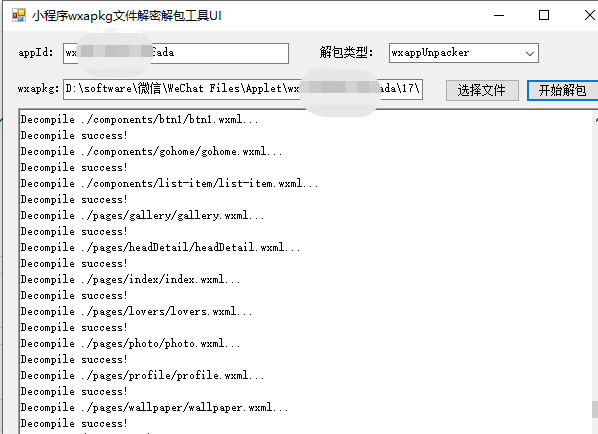 小程序wxapkg文件解密解包工具UI
appId: wx fada 解包类型: wxappUnpacker
wxapkg: D:\software\微信\WeChat Files\Applet\wx ada\17\ 选择文件 开始解包
Decompile ./components/btn1/btn1.wxml...
Decompile success!
Decompile ./components/gohome/gohome.wxml...
Decompile success!
Decompile ./components/list-item/list-item.wxml...
Decompile success!
Decompile ./pages/gallery/gallery.wxml...
Decompile success!
Decompile ./pages/headDetail/headDetail.wxml...
Decompile success!
Decompile ./pages/index/index.wxml...
Decompile success!
Decompile ./pages/lovers/lovers.wxml...
Decompile success!
Decompile ./pages/photo/photo.wxml...
Decompile success!
Decompile ./pages/profile/profile.wxml...
Decompile success!
Decompile ./pages/wallpaper/wallpaper.wxml...
Decompile success!